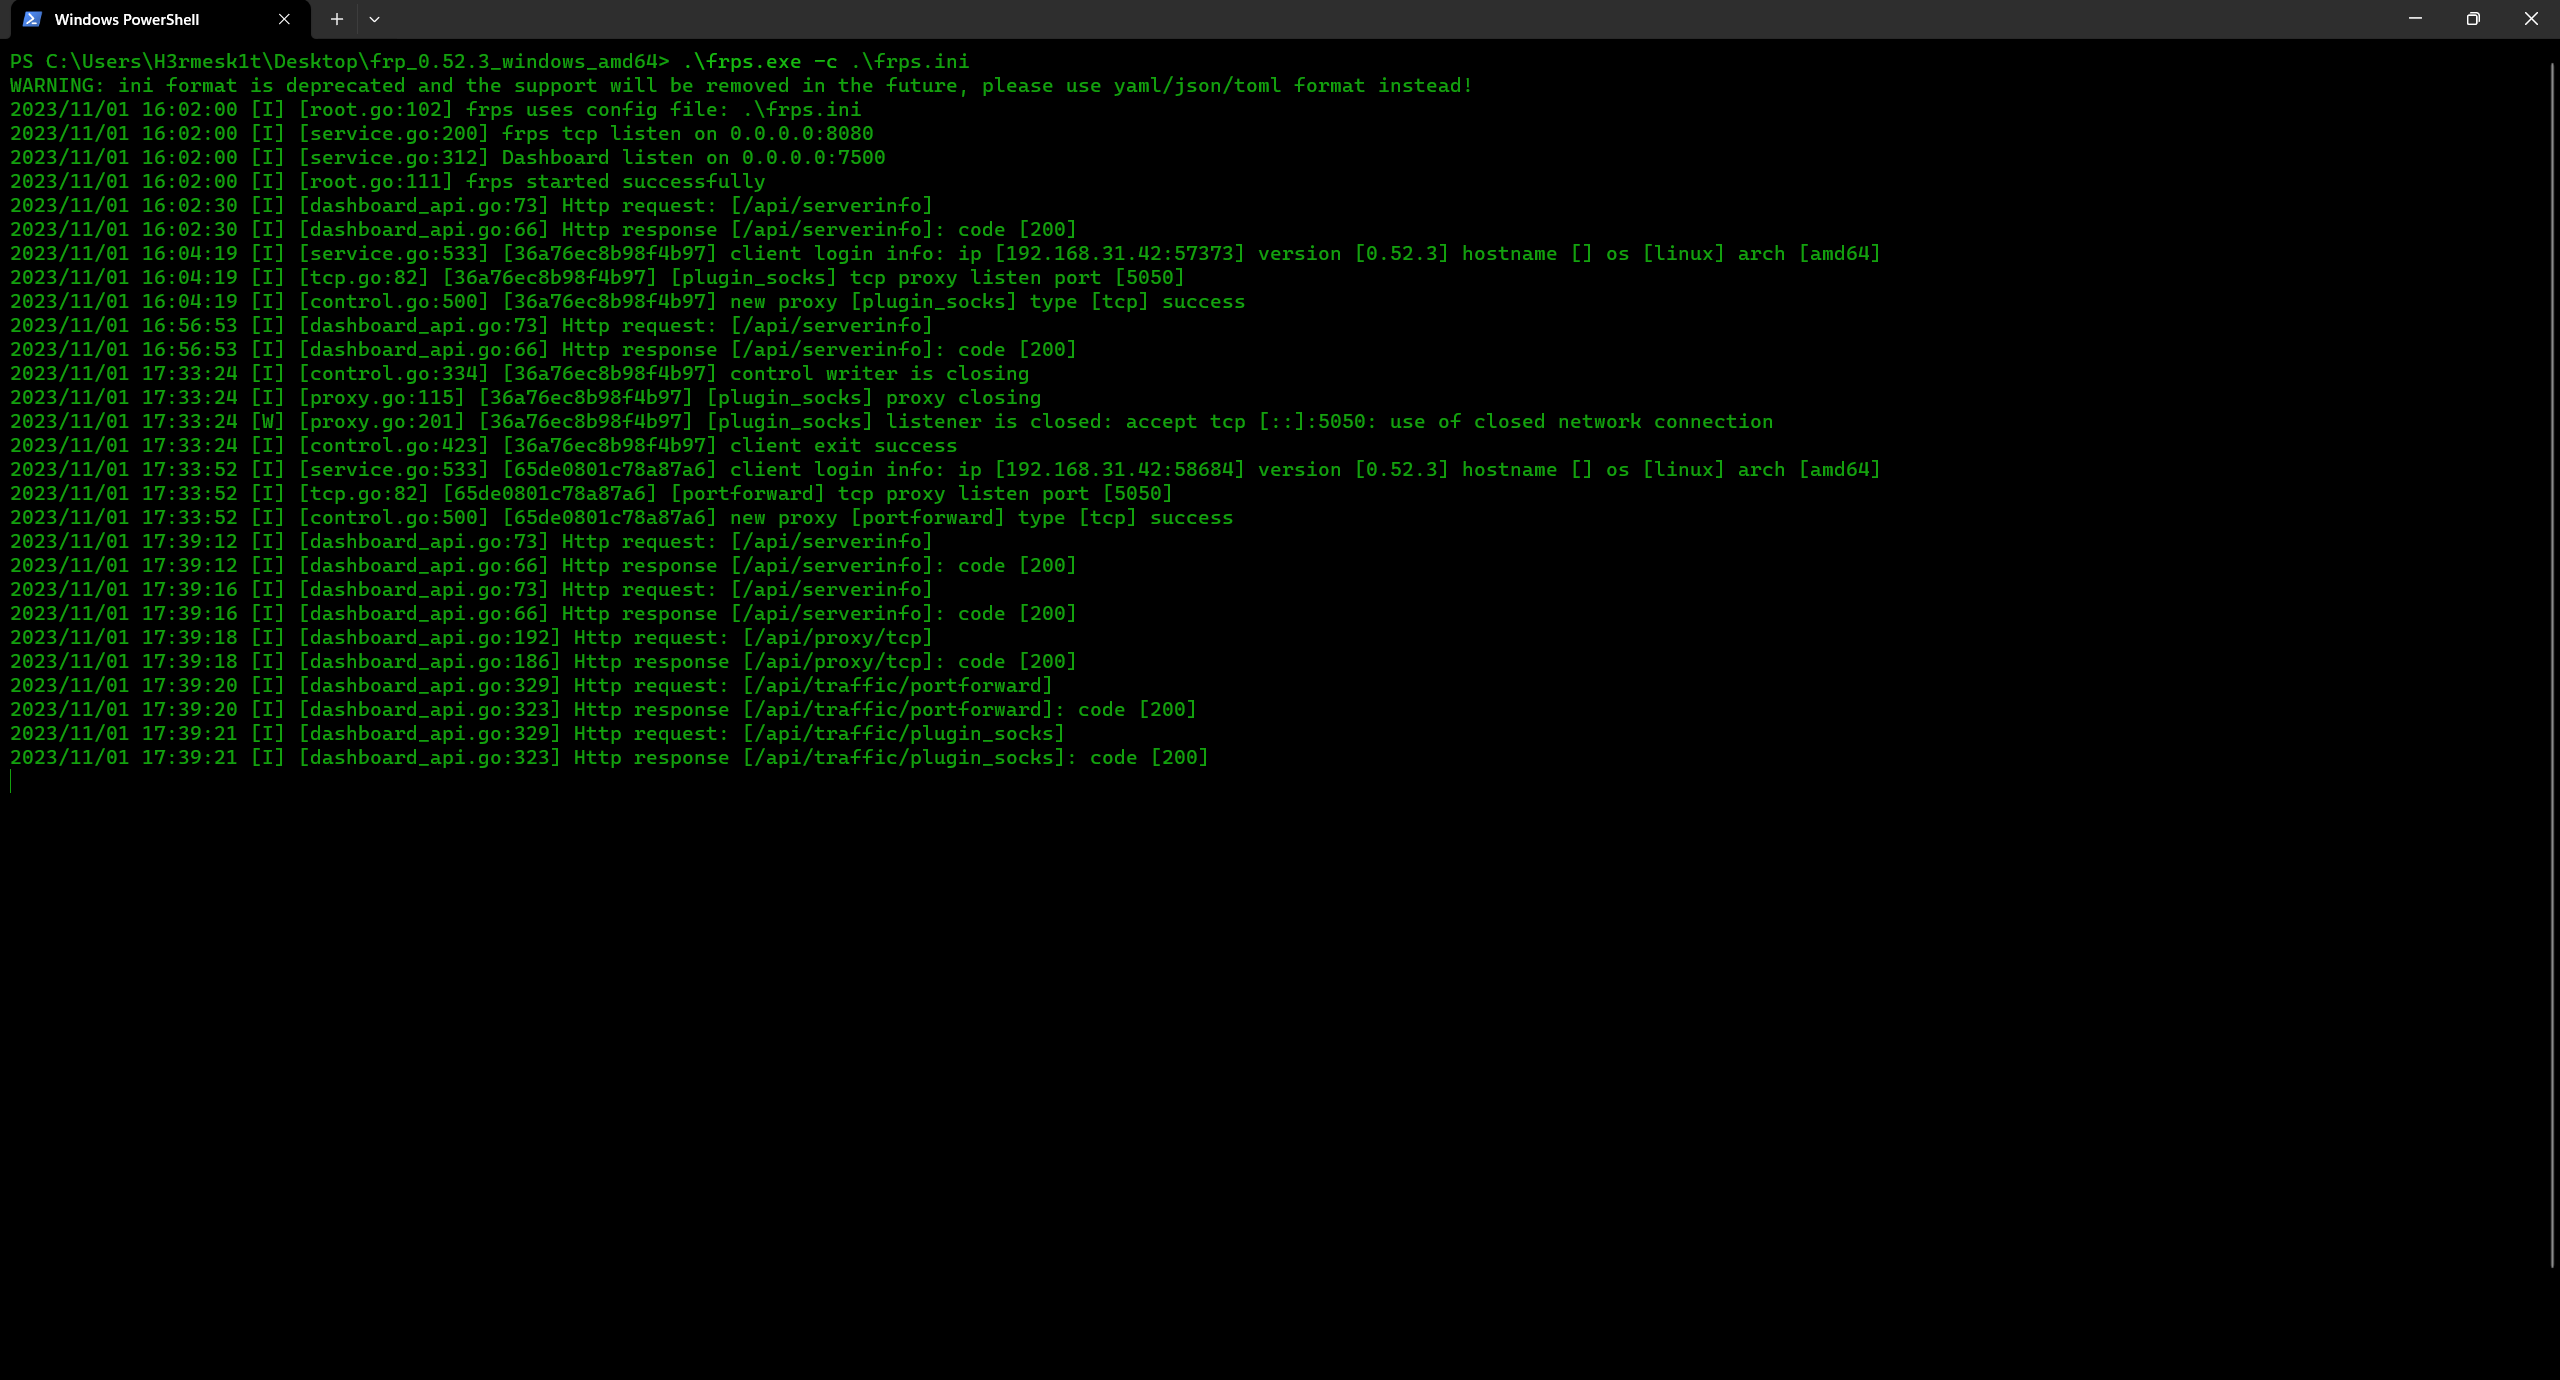 Windows PowerShell
PS C:\Users\H3rmesk1t\Desktop\frp_0.52.3_windows_amd64> .\frps.exe -c .\frps.ini
WARNING: ini format is deprecated and the support will be removed in the future, please use yaml/json/toml format instead!
2023/11/01 16:02:00 [I] [root.go:102] frps uses config file: .\frps.ini
2023/11/01 16:02:00 [I] [service.go:200] frps tcp listen on 0.0.0.0:8080
2023/11/01 16:02:00 [I] [service.go:312] Dashboard listen on 0.0.0.0:7500
2023/11/01 16:02:00 [I] [root.go:111] frps started successfully
2023/11/01 16:02:30 [I] [dashboard_api.go:73] Http request: [/api/serverinfo]
2023/11/01 16:02:30 [I] [dashboard_api.go:66] Http response [/api/serverinfo]: code [200]
2023/11/01 16:04:19 [I] [service.go:533] [36a76ec8b98f4b97] client login info: ip [192.168.31.42:57373] version [0.52.3] hostname [] os [linux] arch [amd64]
2023/11/01 16:04:19 [I] [tcp.go:82] [36a76ec8b98f4b97] [plugin_socks] tcp proxy listen port [5050]
2023/11/01 16:04:19 [I] [control.go:500] [36a76ec8b98f4b97] new proxy [plugin_socks] type [tcp] success
2023/11/01 16:56:53 [I] [dashboard_api.go:73] Http request: [/api/serverinfo]
2023/11/01 16:56:53 [I] [dashboard_api.go:66] Http response [/api/serverinfo]: code [200]
2023/11/01 17:33:24 [I] [control.go:334] [36a76ec8b98f4b97] control writer is closing
2023/11/01 17:33:24 [I] [proxy.go:115] [36a76ec8b98f4b97] [plugin_socks] proxy closing
2023/11/01 17:33:24 [W] [proxy.go:201] [36a76ec8b98f4b97] [plugin_socks] listener is closed: accept tcp [::]:5050: use of closed network connection
2023/11/01 17:33:24 [I] [control.go:423] [36a76ec8b98f4b97] client exit success
2023/11/01 17:33:52 [I] [service.go:533] [65de0801c78a87a6] client login info: ip [192.168.31.42:58684] version [0.52.3] hostname [] os [linux] arch [amd64]
2023/11/01 17:33:52 [I] [tcp.go:82] [65de0801c78a87a6] [portforward] tcp proxy listen port [5050]
2023/11/01 17:33:52 [I] [control.go:500] [65de0801c78a87a6] new proxy [portforward] type [tcp] success
2023/11/01 17:39:12 [I] [dashboard_api.go:73] Http request: [/api/serverinfo]
2023/11/01 17:39:12 [I] [dashboard_api.go:66] Http response [/api/serverinfo]: code [200]
2023/11/01 17:39:16 [I] [dashboard_api.go:73] Http request: [/api/serverinfo]
2023/11/01 17:39:16 [I] [dashboard_api.go:66] Http response [/api/serverinfo]: code [200]
2023/11/01 17:39:18 [I] [dashboard_api.go:192] Http request: [/api/proxy/tcp]
2023/11/01 17:39:18 [I] [dashboard_api.go:186] Http response [/api/proxy/tcp]: code [200]
2023/11/01 17:39:20 [I] [dashboard_api.go:329] Http request: [/api/traffic/portforward]
2023/11/01 17:39:20 [I] [dashboard_api.go:323] Http response [/api/traffic/portforward]: code [200]
2023/11/01 17:39:21 [I] [dashboard_api.go:329] Http request: [/api/traffic/plugin_socks]
2023/11/01 17:39:21 [I] [dashboard_api.go:323] Http response [/api/traffic/plugin_socks]: code [200]